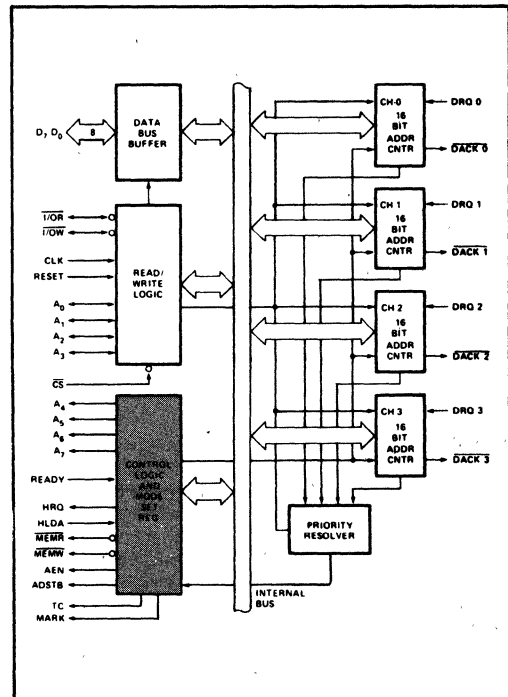 DATA
BUS
BUFFER
D7 D0
8
I/OR
I/OW
CLK
RESET
A0
A1
A2
A3
CS
READ/
WRITE
LOGIC
A4
A5
A6
A7
READY
HRQ
HLDA
MEMR
MEMW
AEN
ADSTB
TC
MARK
CONTROL
LOGIC
AND
MODE
SET
REG
INTERNAL
BUS
CH-0
16
BIT
ADDR
CNTR
DRQ 0
DACK 0
CH 1
16
BIT
ADDR
CNTR
DRQ 1
DACK 1
CH 2
16
BIT
ADDR
CNTR
DRQ 2
DACK 2
CH 3
16
BIT
ADDR
CNTR
DRQ 3
DACK 3
PRIORITY
RESOLVER